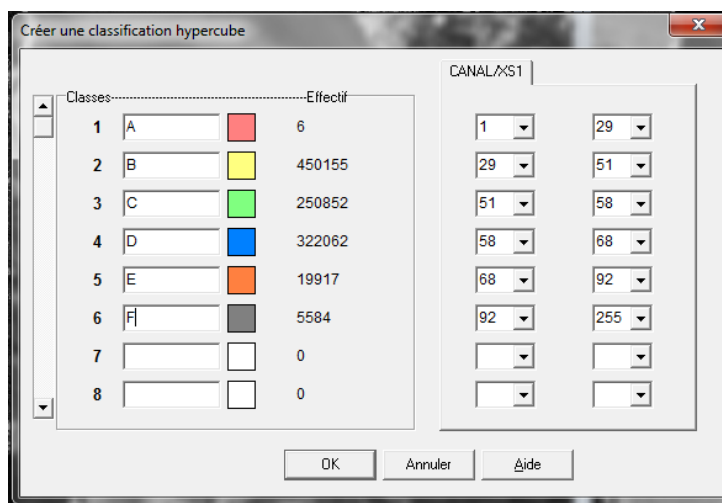 Créer une classification hypercube
CANAL/XS1
Classes Effectif
1 A 6 1 29
2 B 450155 29 51
3 C 250852 51 58
4 D 322062 58 68
5 E 19917 68 92
6 F 5584 92 255
7 0
8 0
OK Annuler Aide